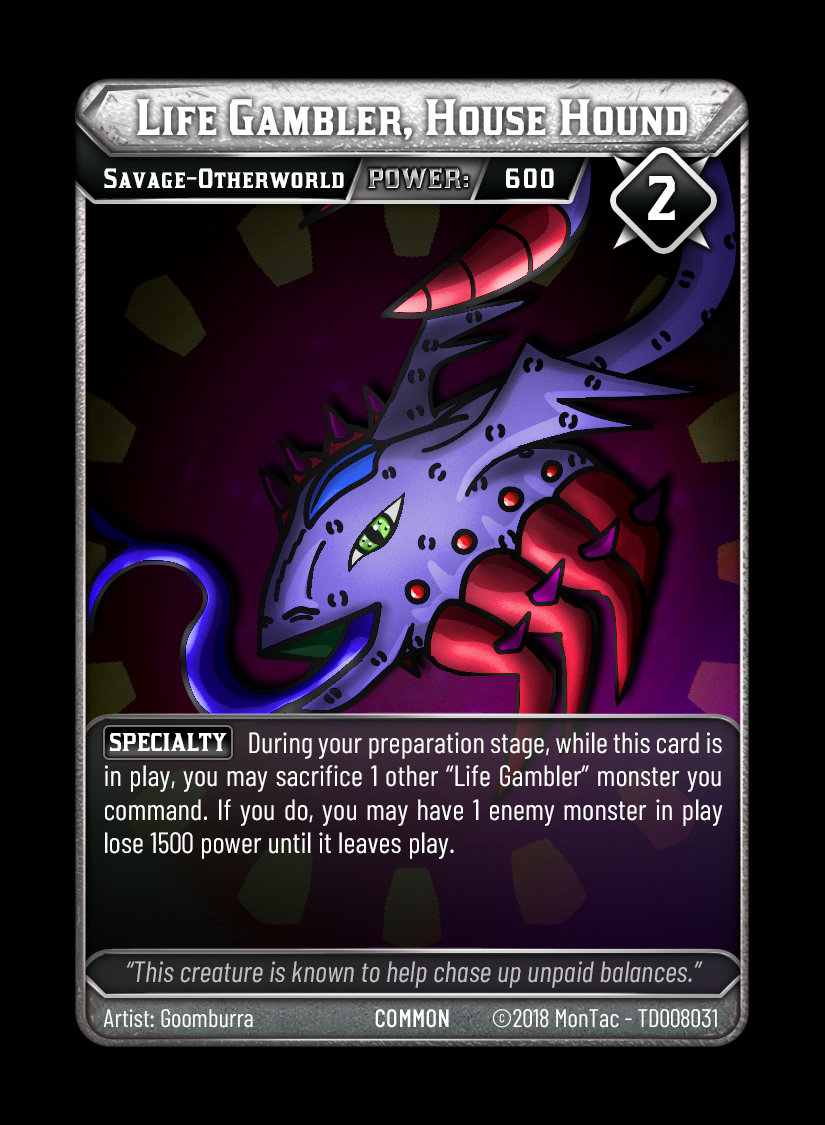 Life Gambler, House Hound
Savage-Otherworld POWER: 600
2
SPECIALTY During your preparation stage, while this card is
in play, you may sacrifice 1 other “Life Gambler” monster you
command. If you do, you may have 1 enemy monster in play
lose 1500 power until it leaves play.
“This creature is known to help chase up unpaid balances.”
Artist: Goomburra COMMON ©2018 MonTac - TD008031